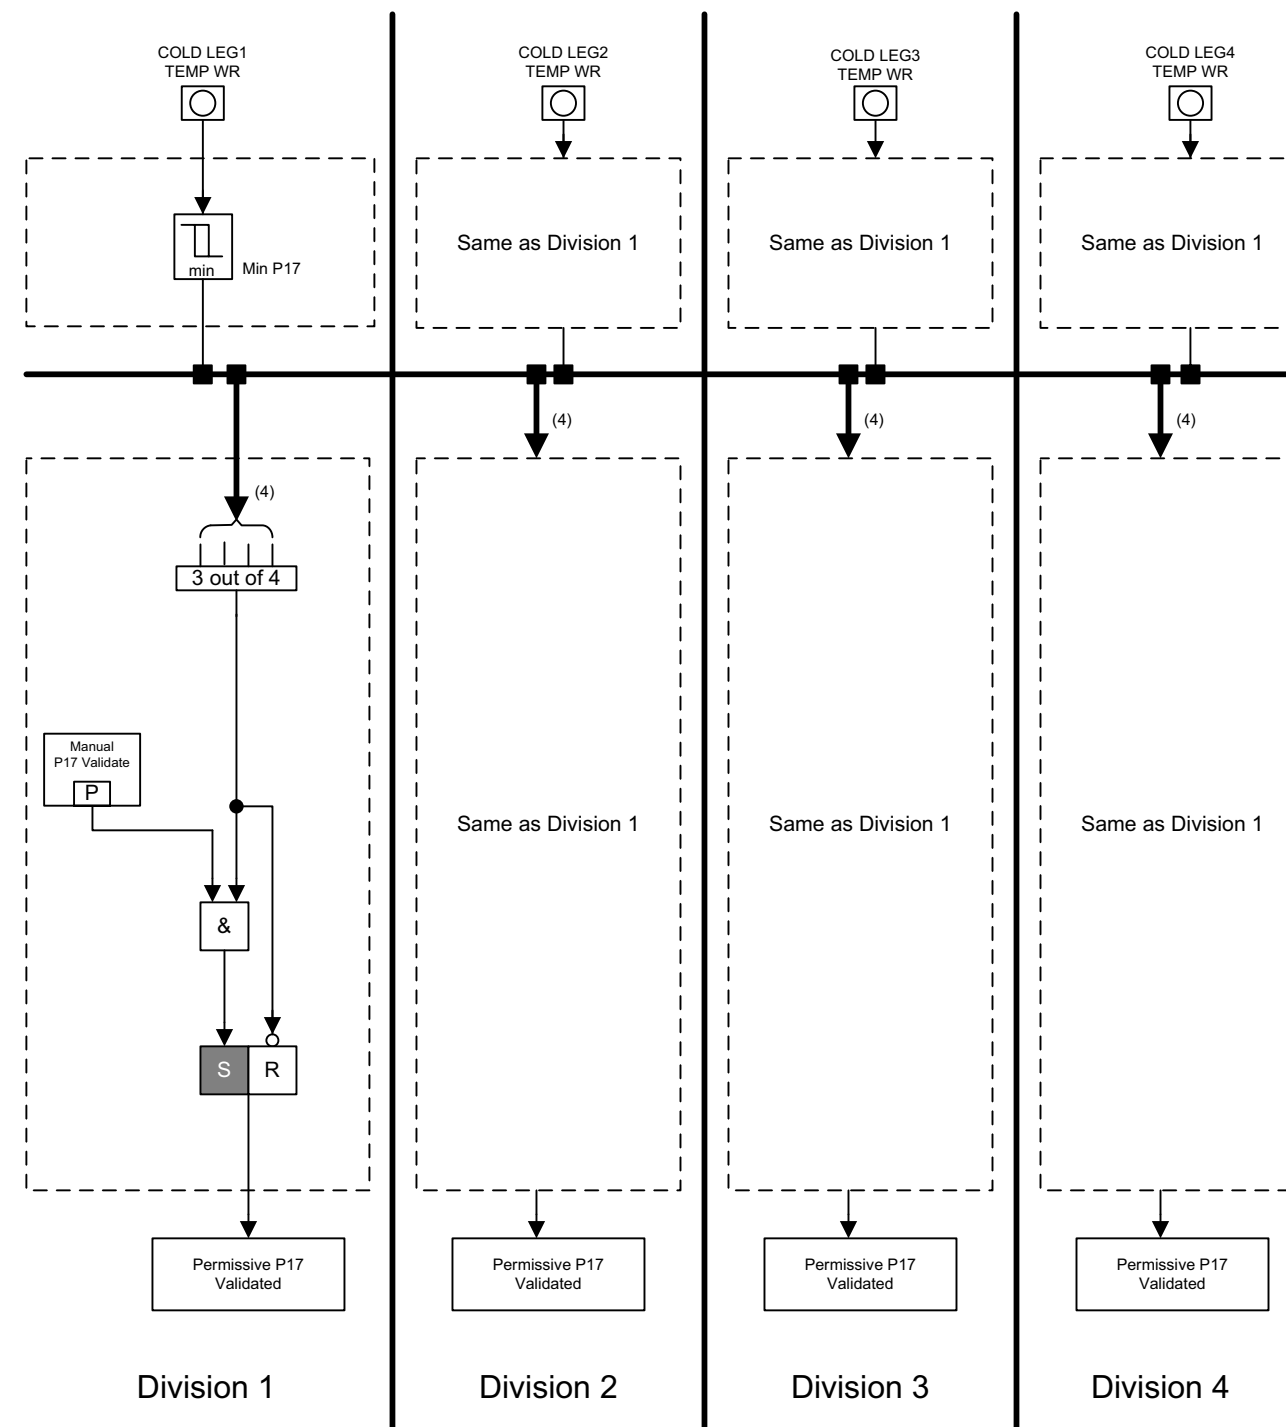 COLD LEG1
TEMP WR
COLD LEG2
TEMP WR
COLD LEG3
TEMP WR
COLD LEG4
TEMP WR
min
Min P17
Same as Division 1
Same as Division 1
Same as Division 1
(4)
(4)
(4)
(4)
3 out of 4
Manual
P17 Validate
P
&
S
R
Same as Division 1
Same as Division 1
Same as Division 1
Permissive P17
Validated
Permissive P17
Validated
Permissive P17
Validated
Permissive P17
Validated
Division 1
Division 2
Division 3
Division 4